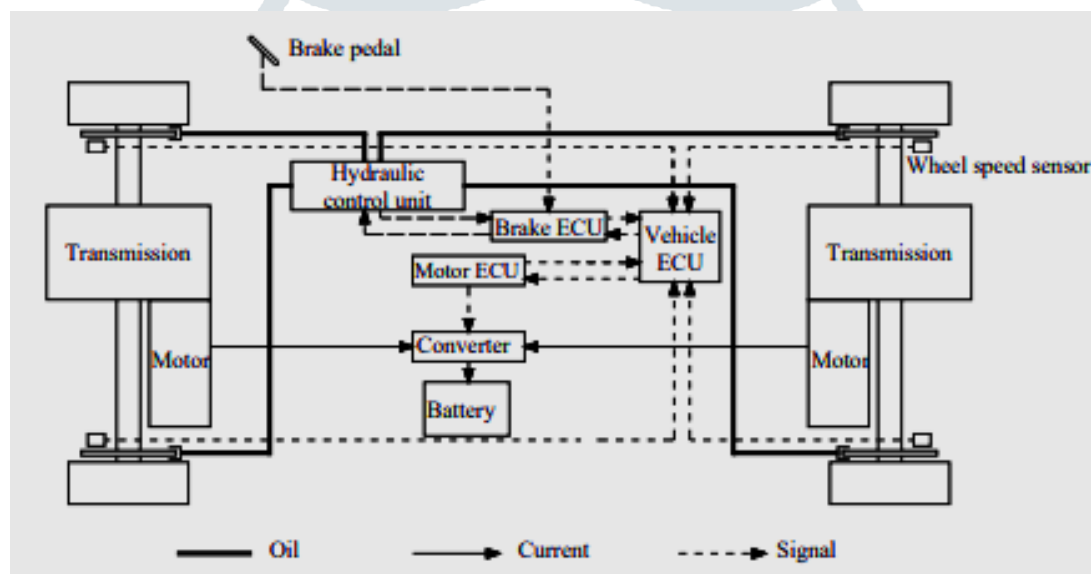 Brake pedal
Wheel speed sensor
Hydraulic
control unit
Brake ECU
Vehicle
ECU
Transmission
Transmission
Motor ECU
Motor
Converter
Motor
Battery
Oil
Current
Signal